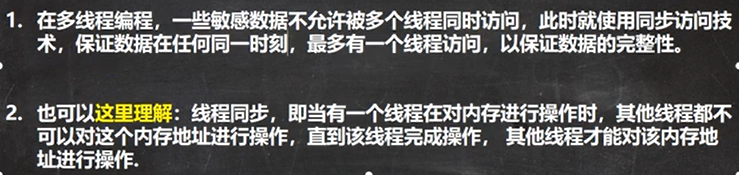 1. 在多线程编程，一些敏感数据不允许被多个线程同时访问，此时就使用同步访问技
术，保证数据在任何同一时刻，最多有一个线程访问，以保证数据的完整性。
2. 也可以这里理解：线程同步，即当有一个线程在对内存进行操作时，其他线程都不
可以对这个内存地址进行操作，直到该线程完成操作， 其他线程才能对该内存地
址进行操作.